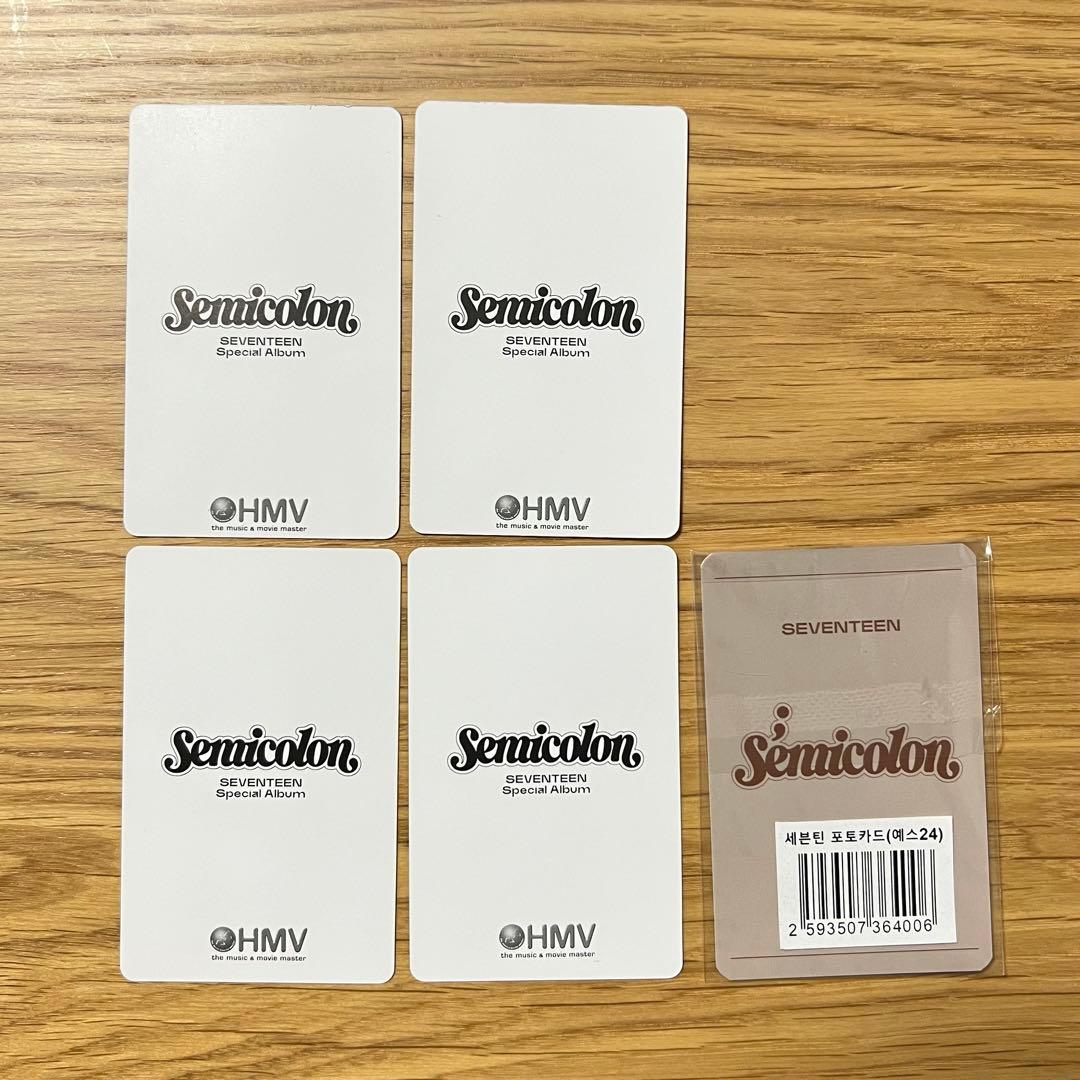 Semicolon
SEVENTEEN
Special Album
HMV
the music & movie master
Semicolon
SEVENTEEN
Special Album
HMV
the music & movie master
Semicolon
SEVENTEEN
Special Album
HMV
the music & movie master
Semicolon
SEVENTEEN
Special Album
HMV
the music & movie master
SEVENTEEN
Semicolon
세븐틴 포토카드(예스24)
2 593507 364006